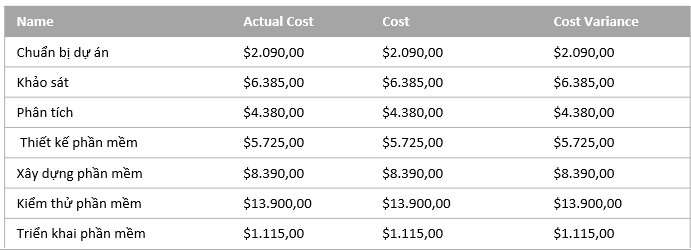 Name Actual Cost Cost Cost Variance
Chuẩn bị dự án $2.090,00 $2.090,00 $2.090,00
Khảo sát $6.385,00 $6.385,00 $6.385,00
Phân tích $4.380,00 $4.380,00 $4.380,00
Thiết kế phần mềm $5.725,00 $5.725,00 $5.725,00
Xây dựng phần mềm $8.390,00 $8.390,00 $8.390,00
Kiểm thử phần mềm $13.900,00 $13.900,00 $13.900,00
Triển khai phần mềm $1.115,00 $1.115,00 $1.115,00